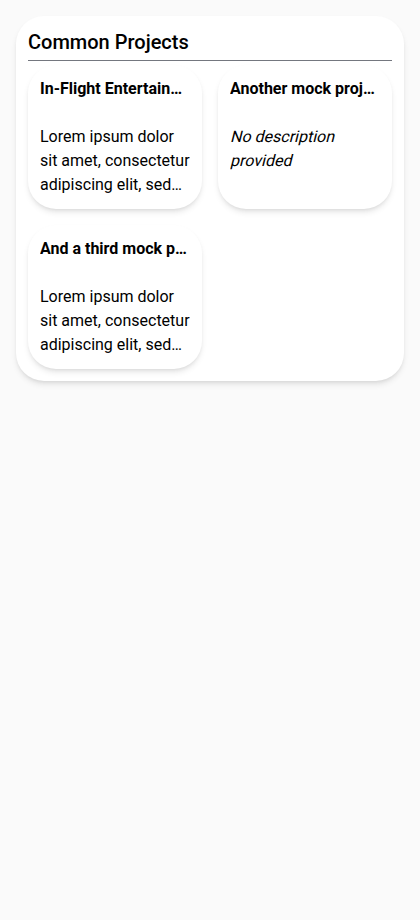 Common Projects
In-Flight Entertain...
Lorem ipsum dolor
sit amet, consectetur
adipiscing elit, sed...
Another mock proj...
No description
provided
And a third mock p...
Lorem ipsum dolor
sit amet, consectetur
adipiscing elit, sed...